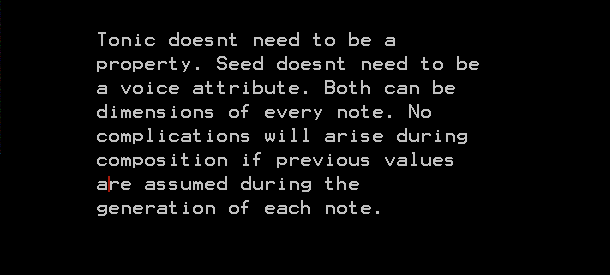 Tonic doesnt need to be a
property. Seed doesnt need to be
a voice attribute. Both can be
dimensions of every note. No
complications will arise during
composition if previous values
are assumed during the
generation of each note.